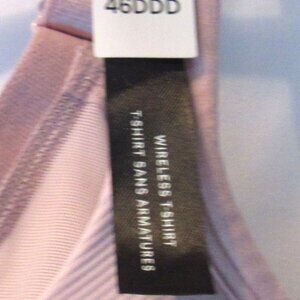 46DDD
WIRELESS T-SHIRT
T-SHIRT SANS ARMATURES